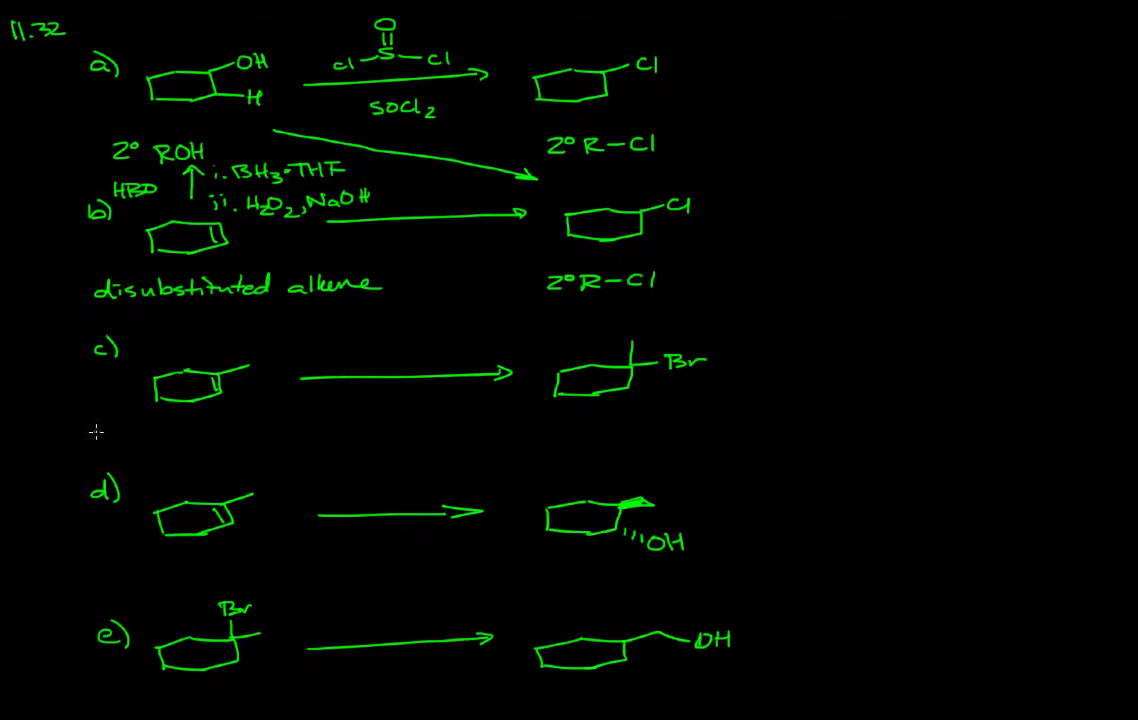 11.32
O
a) OH Cl S Cl Cl
H SOCl2
2° ROH 2° R-Cl
i. BH3·THF
HBO
ii. H2O2, NaOH
b) Cl
disubstituted alkene 2° R-Cl
c) Br
d)
OH
Br
e) OH